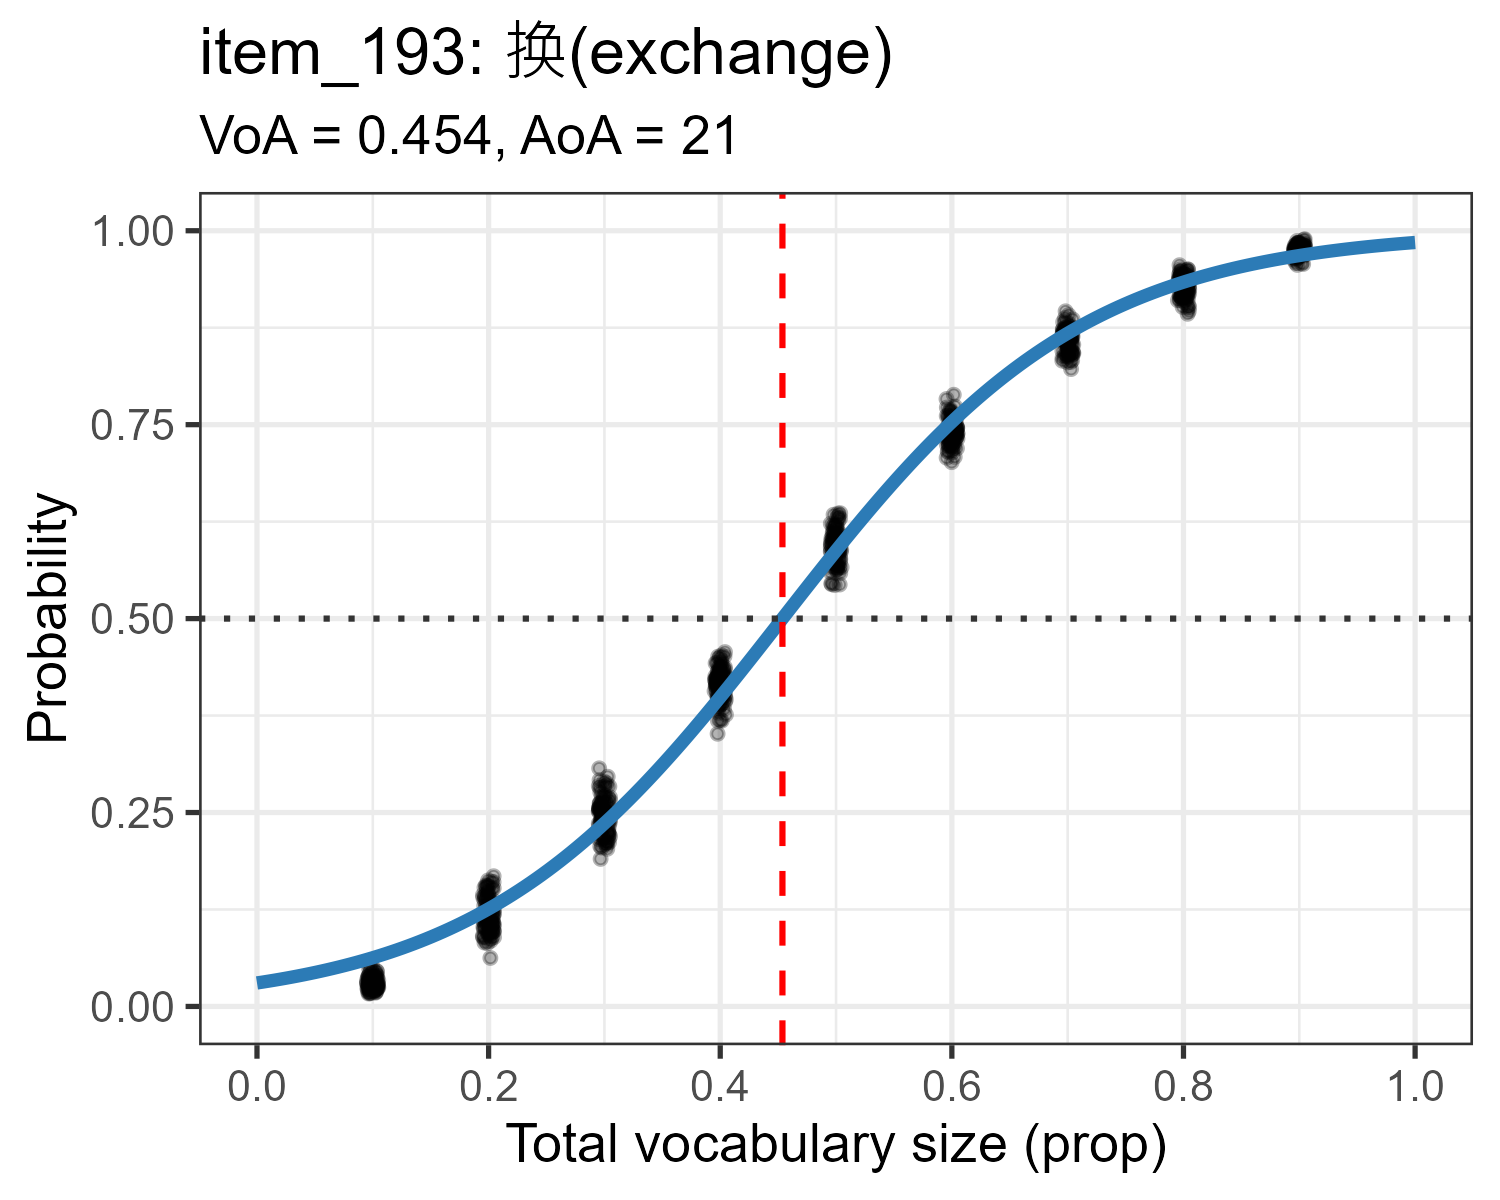 item_193: 换(exchange)
VoA = 0.454, AoA = 21
1.00
0.75
0.50
0.25
0.00
Probability
0.0 0.2 0.4 0.6 0.8 1.0
Total vocabulary size (prop)